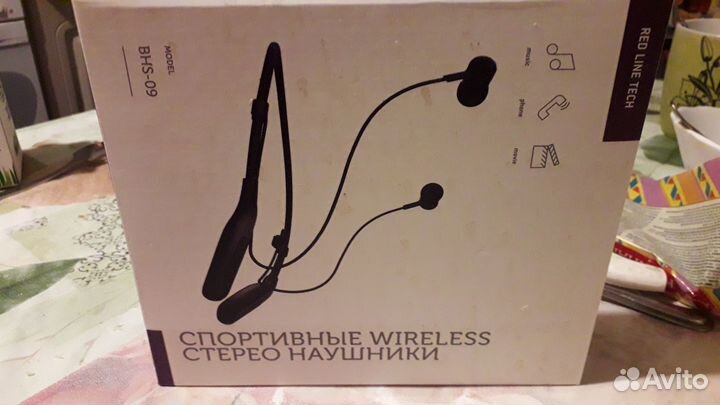 MODEL
BHS-09
music
phone
movie
RED LINE TECH
СПОРТИВНЫЕ WIRELESS
СТЕРЕО НАУШНИКИ
Avito